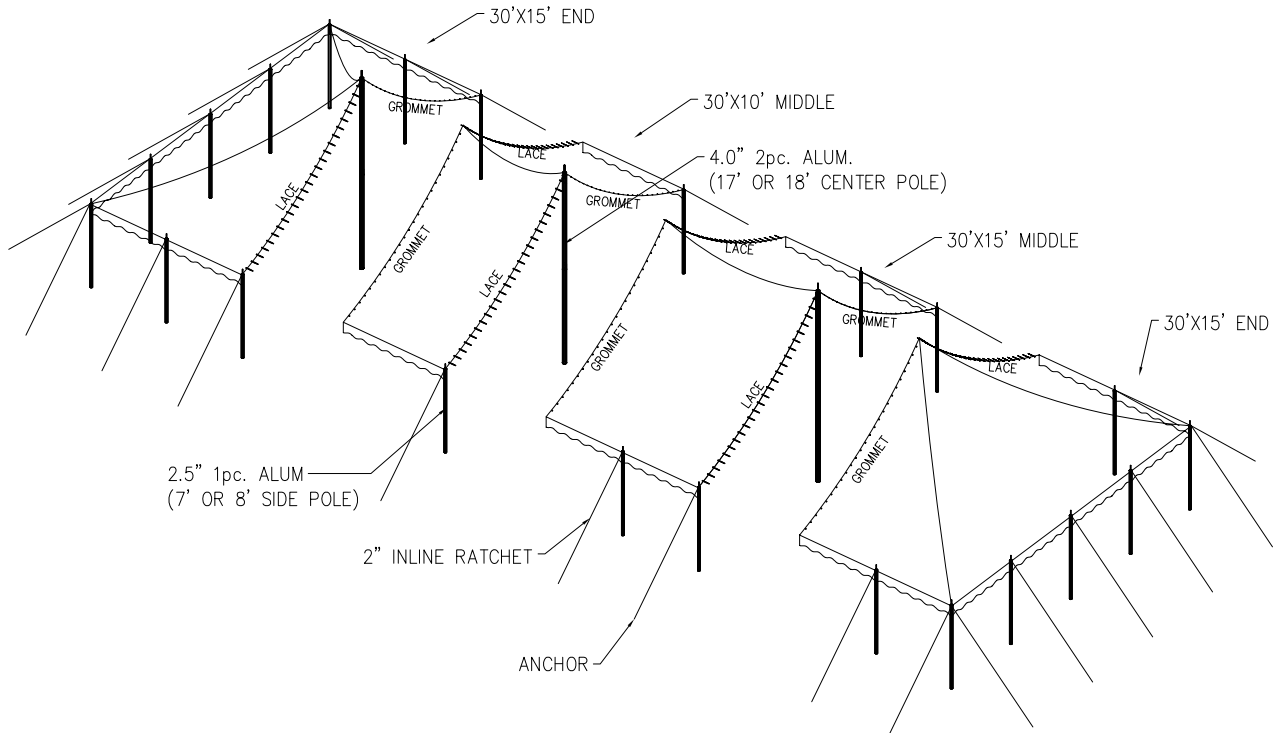 30'X15' END
GROMMET
30'X10' MIDDLE
LACE
4.0" 2pc. ALUM.
(17' OR 18' CENTER POLE)
LACE
GROMMET
30'X15' MIDDLE
GROMMET
LACE
LACE
GROMMET
30'X15' END
GROMMET
LACE
LACE
GROMMET
2.5" 1pc. ALUM
(7' OR 8' SIDE POLE)
2" INLINE RATCHET
ANCHOR